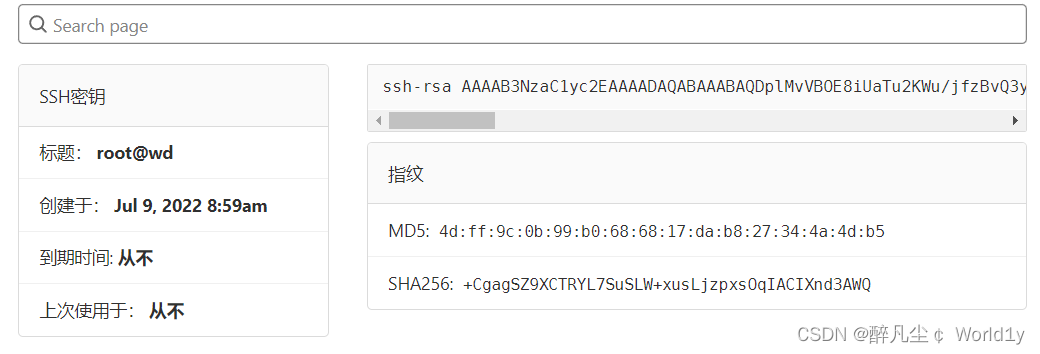 Search page
SSH密钥
标题： root@wd
创建于： Jul 9, 2022 8:59am
到期时间: 从不
上次使用于： 从不
ssh-rsa AAAAB3NzaC1yc2EAAAADAQABAAABAQDplMvVBOE8iUaTu2KWu/jfzBvQ3y
指纹
MD5: 4d:ff:9c:0b:99:b0:68:68:17:da:b8:27:34:4a:4d:b5
SHA256: +CgagSZ9XCTRYL7SuSLW+xusLjzpxsOqIACIXnd3AWQ
CSDN @醉凡尘￠ World1y